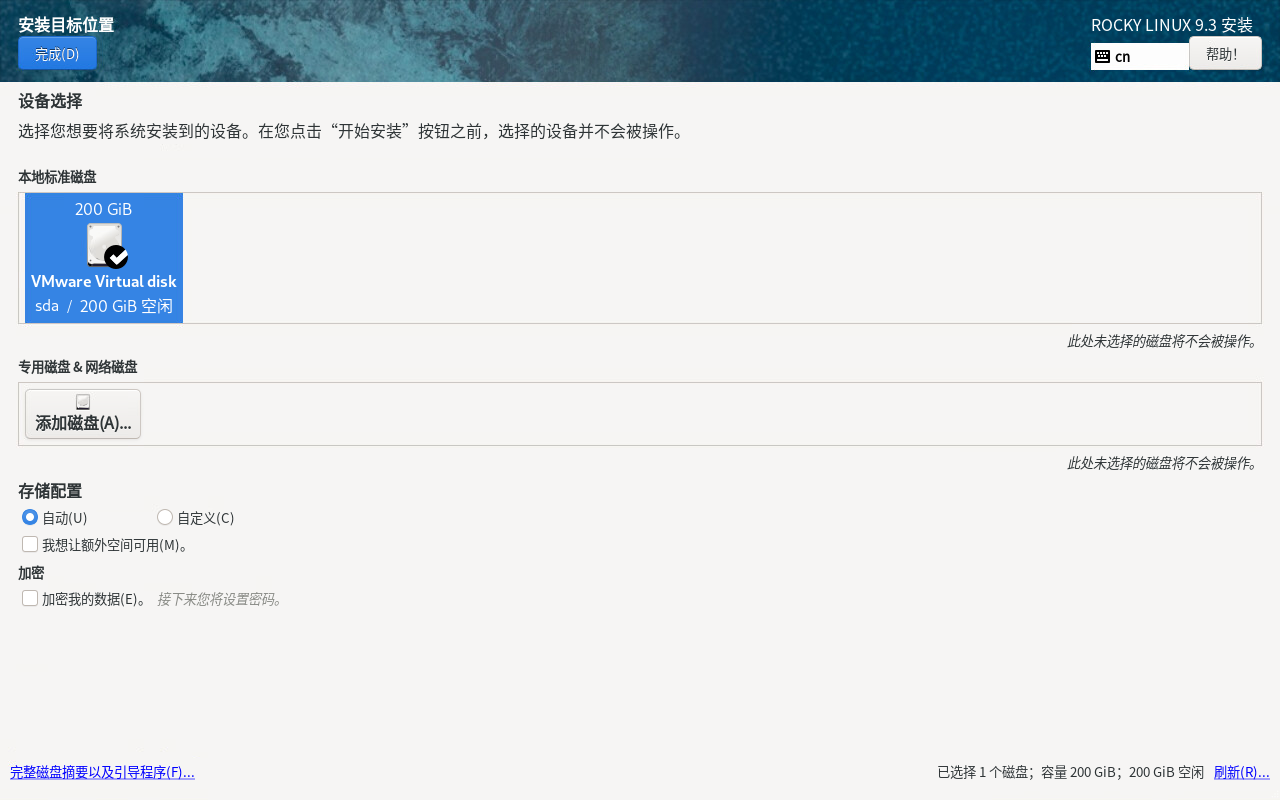 安装目标位置
ROCKY LINUX 9.3 安装
完成(D)
cn
帮助!
设备选择
选择您想要将系统安装到的设备。在您点击“开始安装”按钮之前，选择的设备并不会被操作。
本地标准磁盘
200 GiB
VMware Virtual disk
sda / 200 GiB 空闲
此处未选择的磁盘将不会被操作。
专用磁盘 & 网络磁盘
添加磁盘(A)...
此处未选择的磁盘将不会被操作。
存储配置
自动(U)
自定义(C)
我想让额外空间可用(M)。
加密
加密我的数据(E)。 接下来您将设置密码。
完整磁盘摘要以及引导程序(F)...
已选择 1 个磁盘；容量 200 GiB；200 GiB 空闲 刷新(R)...